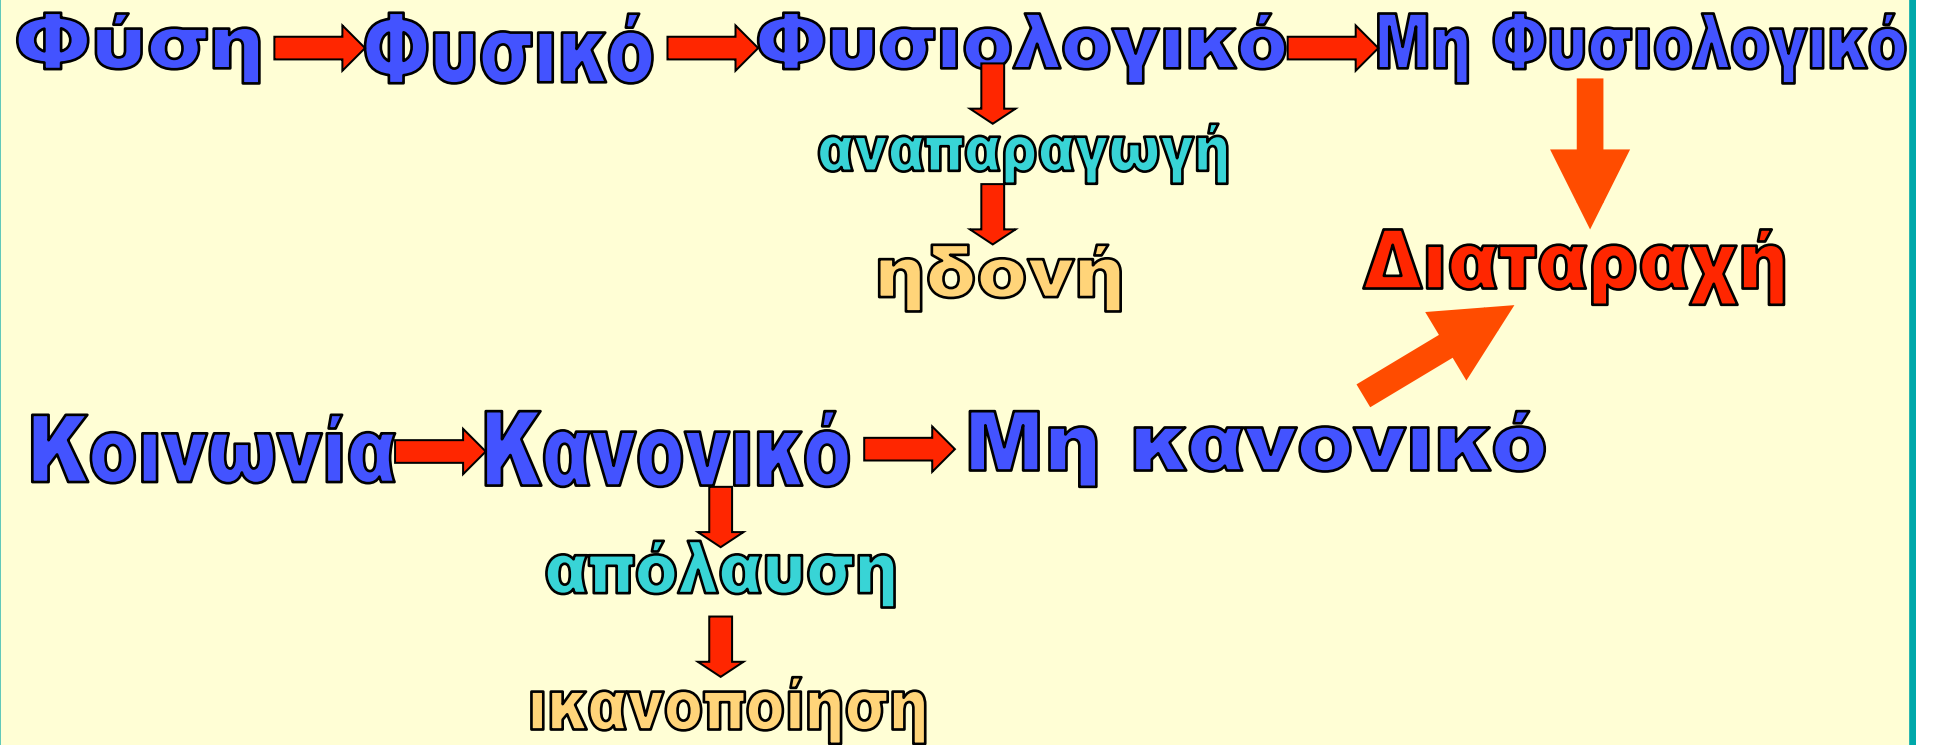 Φύση Φυσικό Φυσιολογικό Μη Φυσιολογικό
αναπαραγωγή
ηδονή
Διαταραχή
Κοινωνία Κανονικό Μη κανονικό
απόλαυση
ικανοποίηση